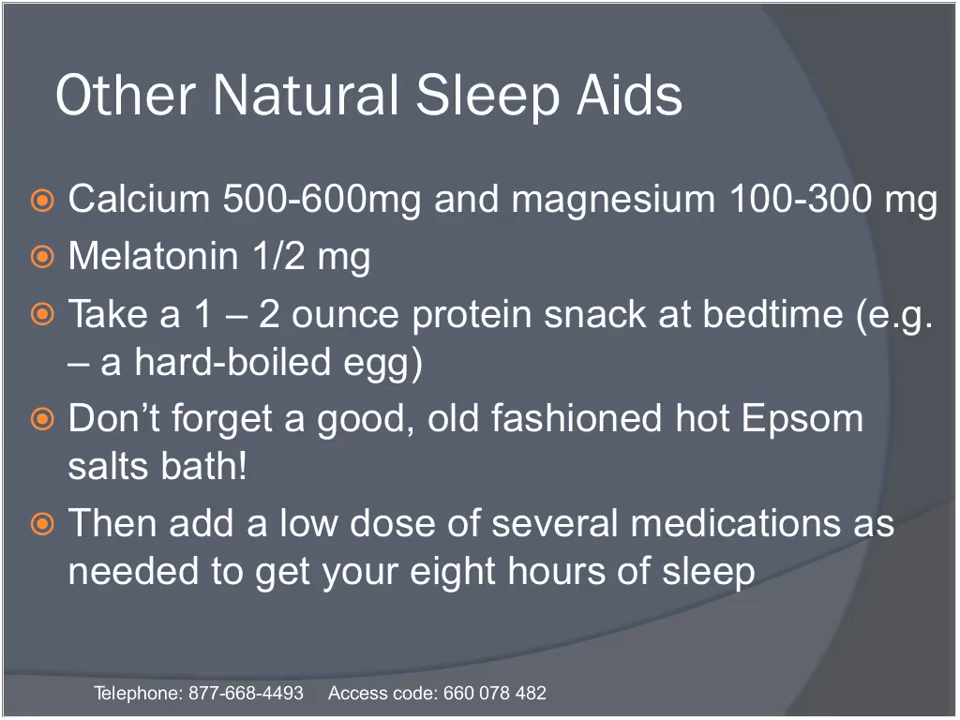 Other Natural Sleep Aids
Calcium 500-600mg and magnesium 100-300 mg
Melatonin 1/2 mg
Take a 1 – 2 ounce protein snack at bedtime (e.g.
– a hard-boiled egg)
Don’t forget a good, old fashioned hot Epsom
salts bath!
Then add a low dose of several medications as
needed to get your eight hours of sleep
Telephone: 877-668-4493 Access code: 660 078 482